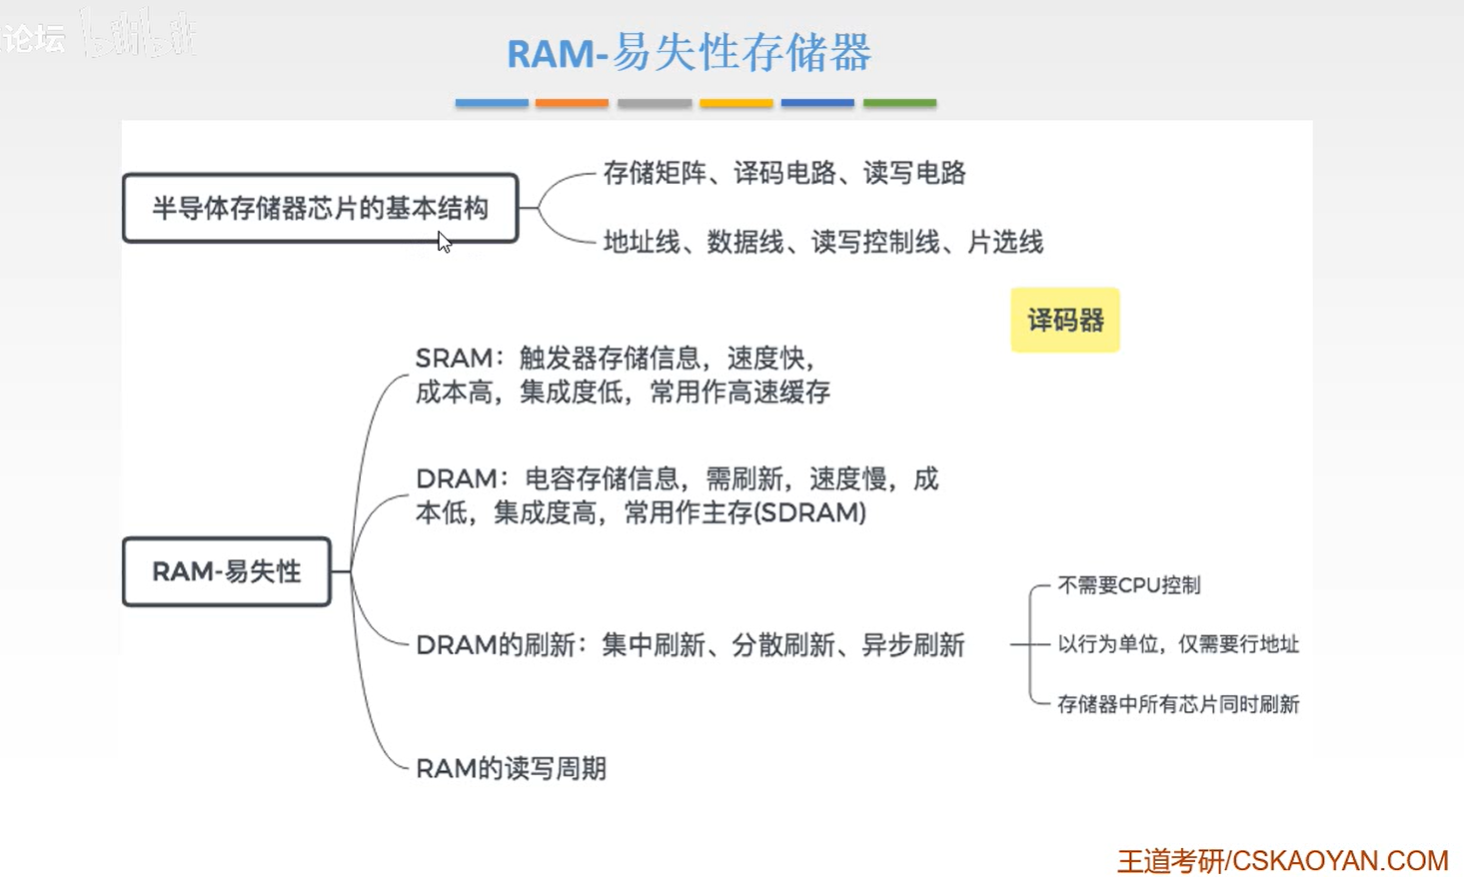 论坛 bilibili
RAM-易失性存储器
半导体存储器芯片的基本结构
存储矩阵、译码电路、读写电路
地址线、数据线、读写控制线、片选线
译码器
SRAM：触发器存储信息，速度快，
成本高，集成度低，常用作高速缓存
DRAM：电容存储信息，需刷新，速度慢，成
本低，集成度高，常用作主存(SDRAM)
RAM-易失性
DRAM的刷新：集中刷新、分散刷新、异步刷新
不需要CPU控制
以行为单位，仅需要行地址
存储器中所有芯片同时刷新
RAM的读写周期
王道考研/CSKAOYAN.COM